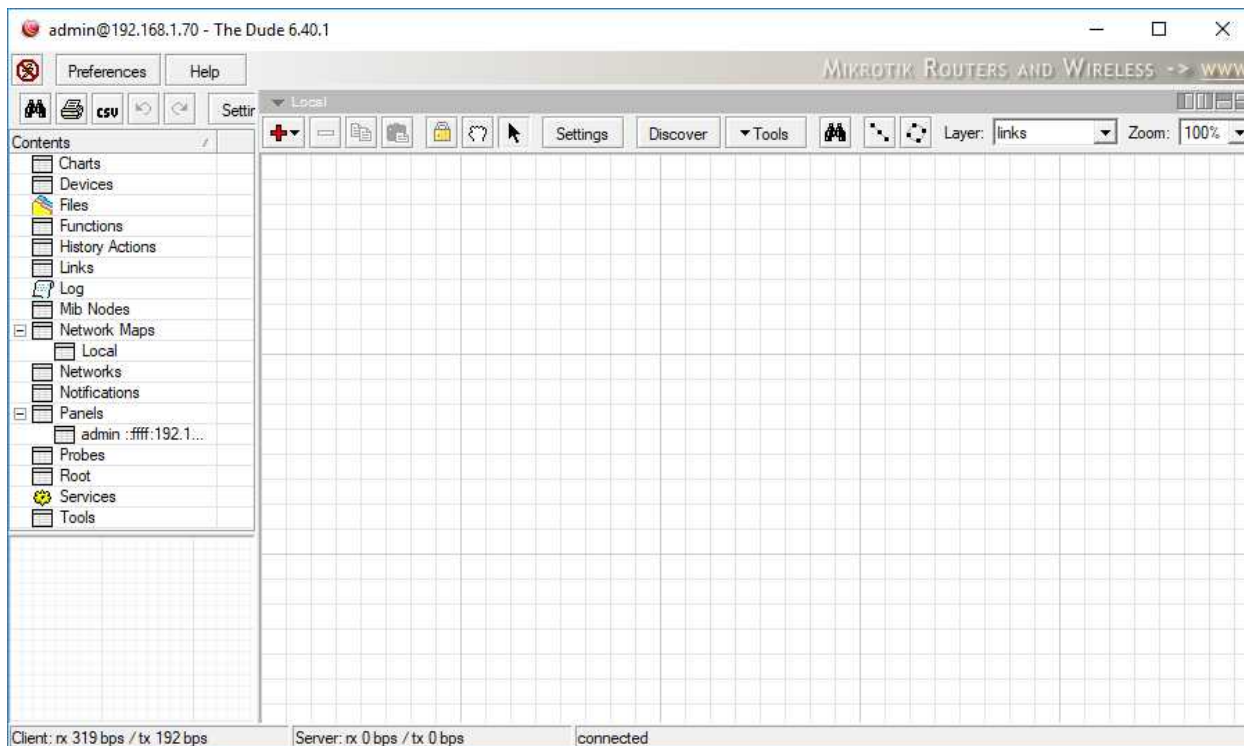 admin@192.168.1.70 - The Dude 6.40.1
Preferences Help
MIKROTIK ROUTERS AND WIRELESS -> www
csv Settir Local
Settings Discover Tools Layer: links Zoom: 100%
Contents
Charts
Devices
Files
Functions
History Actions
Links
Log
Mib Nodes
Network Maps
Local
Networks
Notifications
Panels
admin ::ffff:192.1...
Probes
Root
Services
Tools
Client: rx 319 bps / tx 192 bps Server: rx 0 bps / tx 0 bps connected